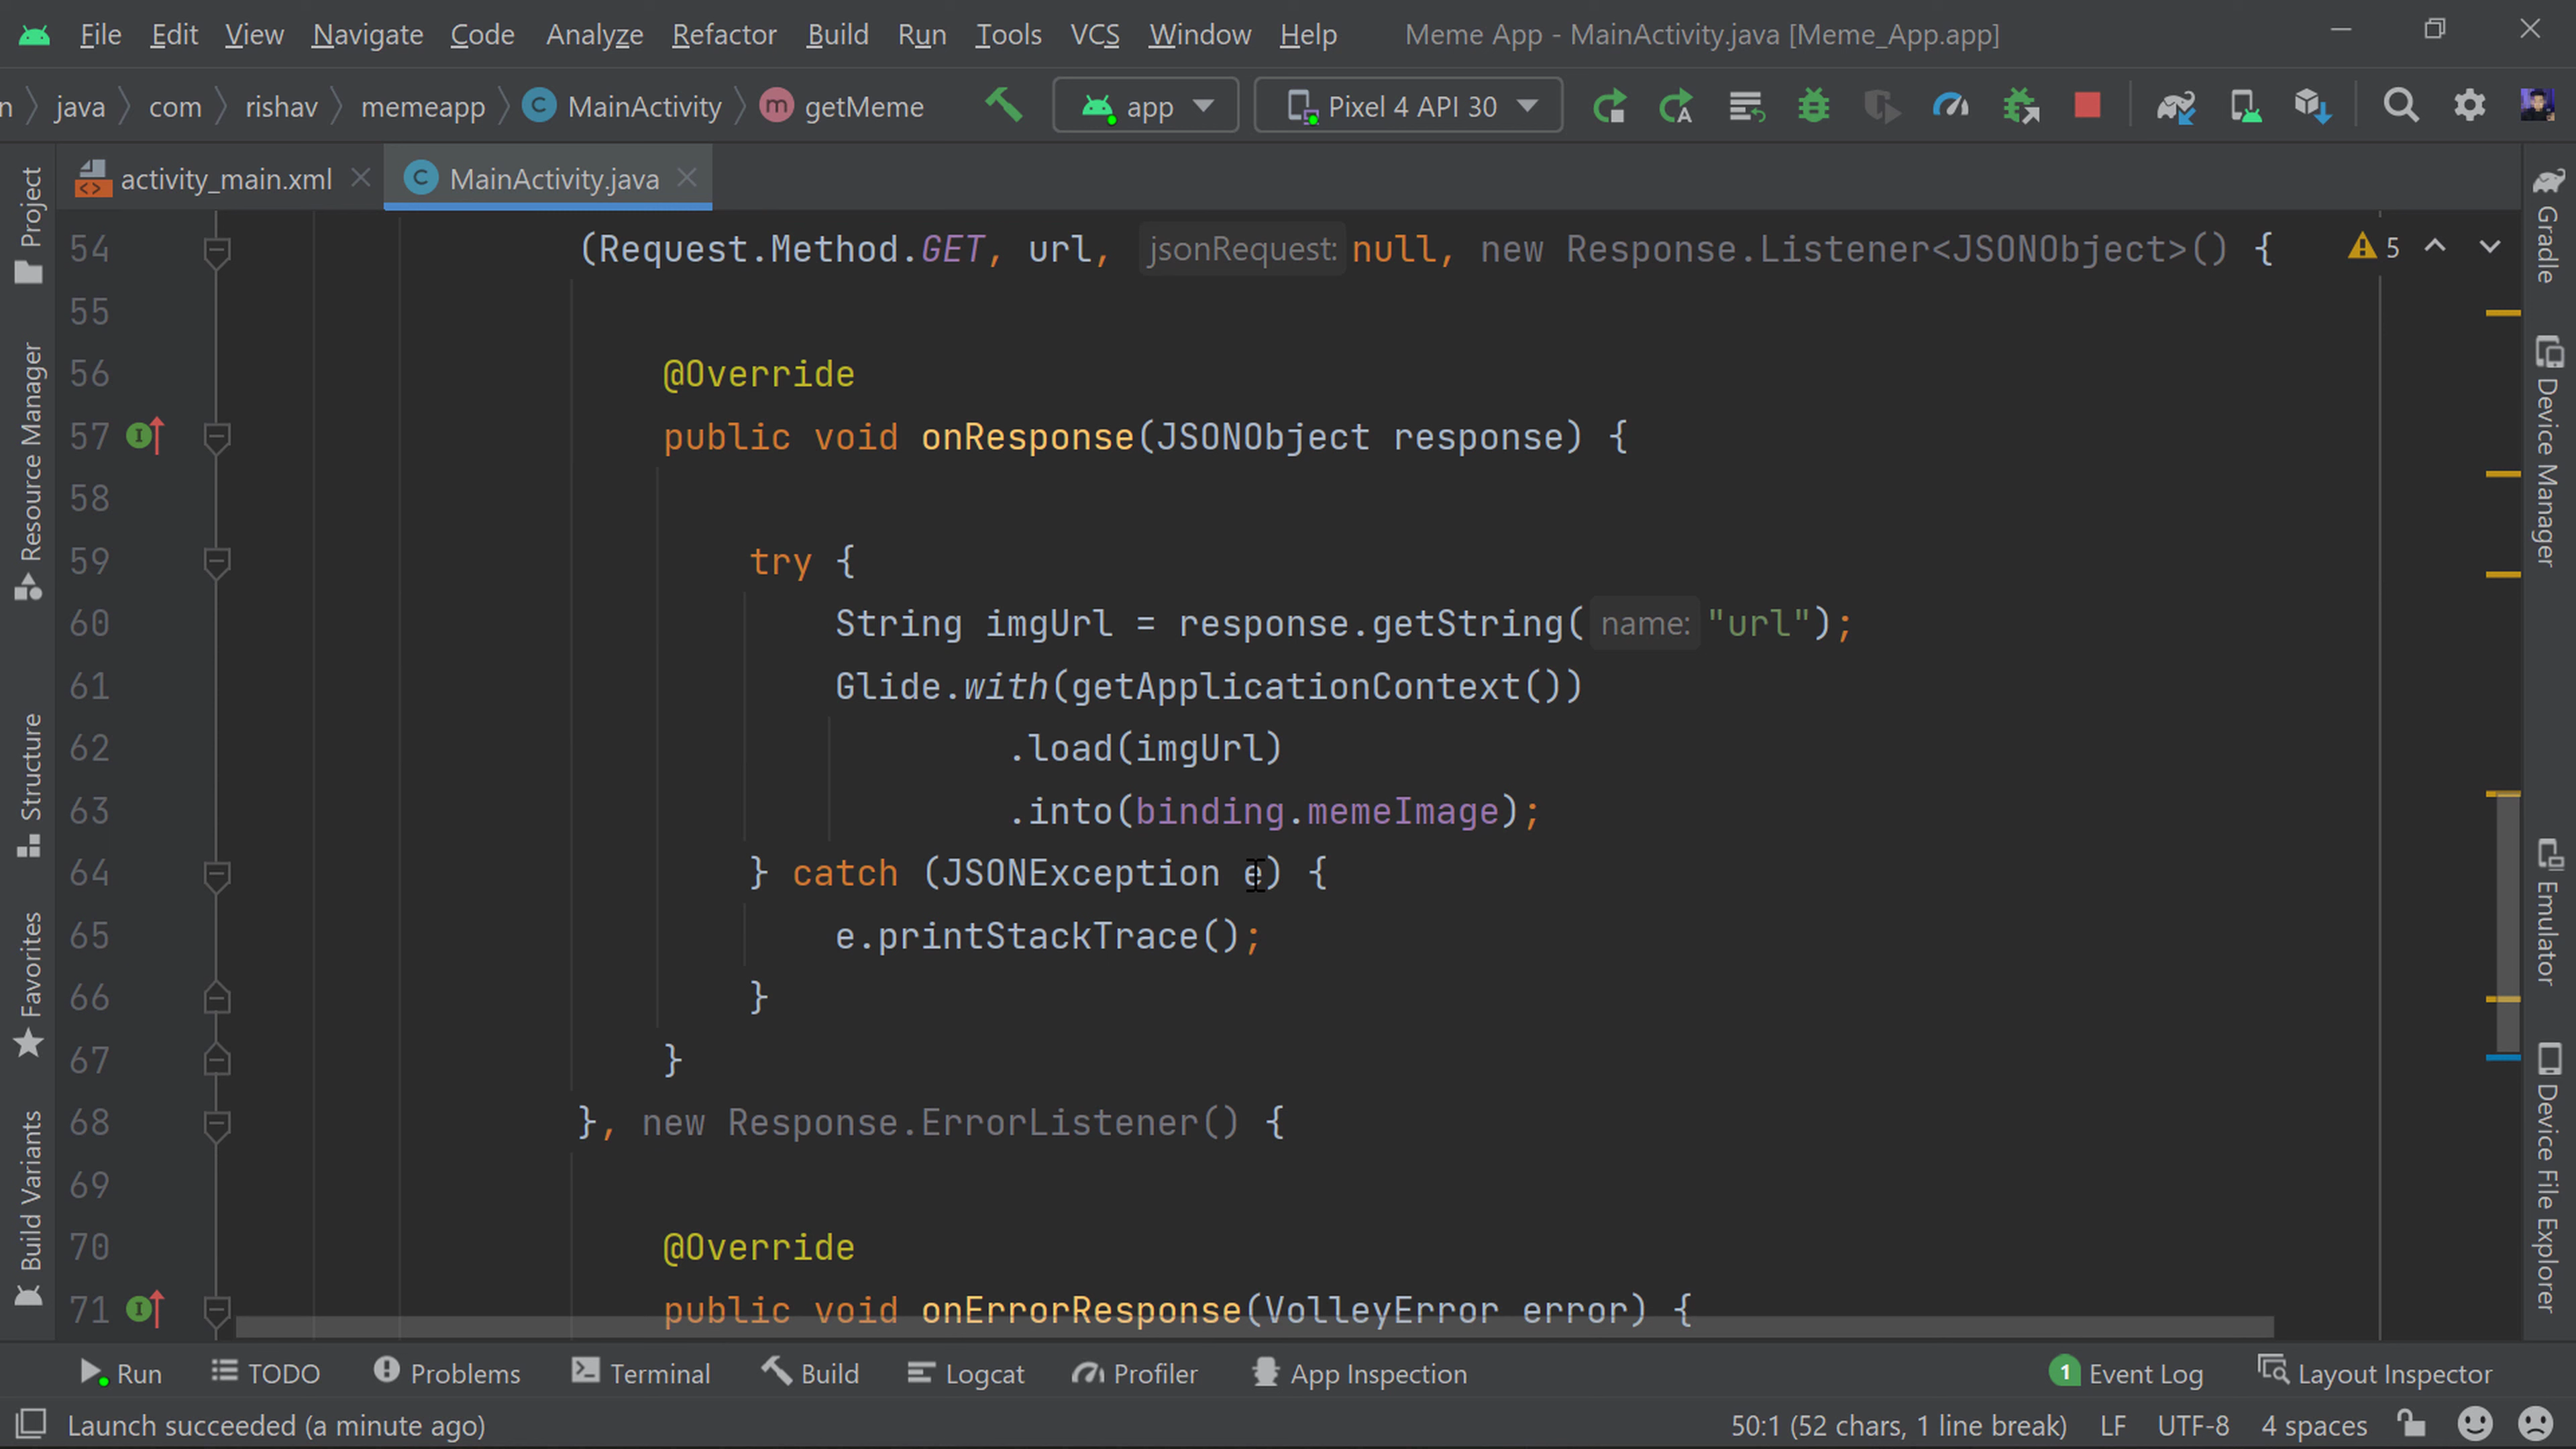 File Edit View Navigate Code Analyze Refactor Build Run Tools VCS Window Help Meme App - MainActivity.java [Meme_App.app]
n java com rishav memeapp C MainActivity m getMeme app Pixel 4 API 30
activity_main.xml C MainActivity.java
54 (Request.Method.GET, url, jsonRequest: null, new Response.Listener<JSONObject>() { 5
55
56 @Override
57 public void onResponse(JSONObject response) {
58
59 try {
60 String imgUrl = response.getString( name: "url");
61 Glide.with(getApplicationContext())
62 .load(imgUrl)
63 .into(binding.memeImage);
64 } catch (JSONException e) {
65 e.printStackTrace();
66 }
67 }
68 }, new Response.ErrorListener() {
69
70 @Override
71 public void onErrorResponse(VolleyError error) {
Project
Resource Manager
Structure
Favorites
Build Variants
Gradle
Device Manager
Emulator
Device File Explorer
Run TODO Problems Terminal Build Logcat Profiler App Inspection 1 Event Log Layout Inspector
Launch succeeded (a minute ago) 50:1 (52 chars, 1 line break) LF UTF-8 4 spaces